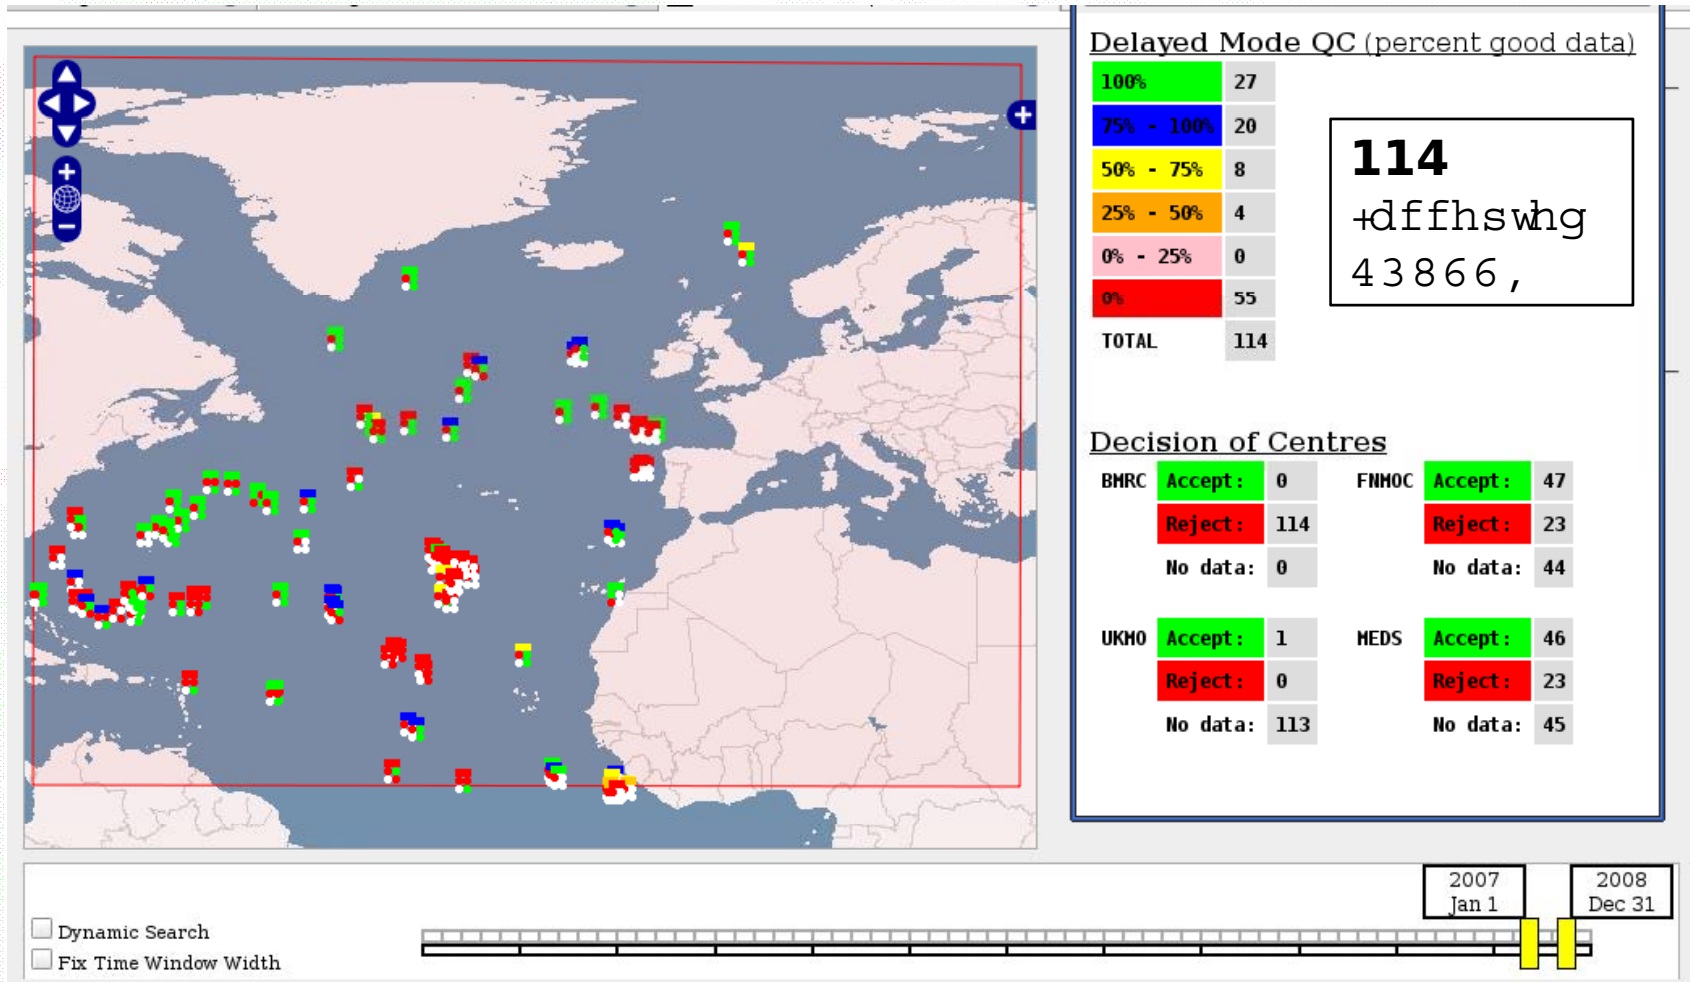 Delayed Mode QC (percent good data)
100% 27
75% - 100% 20
50% - 75% 8
25% - 50% 4
0% - 25% 0
0% 55
TOTAL 114
114
+dffhswhg
43866,
Decision of Centres
BMRC Accept: 0 FNMOC Accept: 47
Reject: 114 Reject: 23
No data: 0 No data: 44
UKMO Accept: 1 MEDS Accept: 46
Reject: 0 Reject: 23
No data: 113 No data: 45
2007 2008
Jan 1 Dec 31
Dynamic Search
Fix Time Window Width